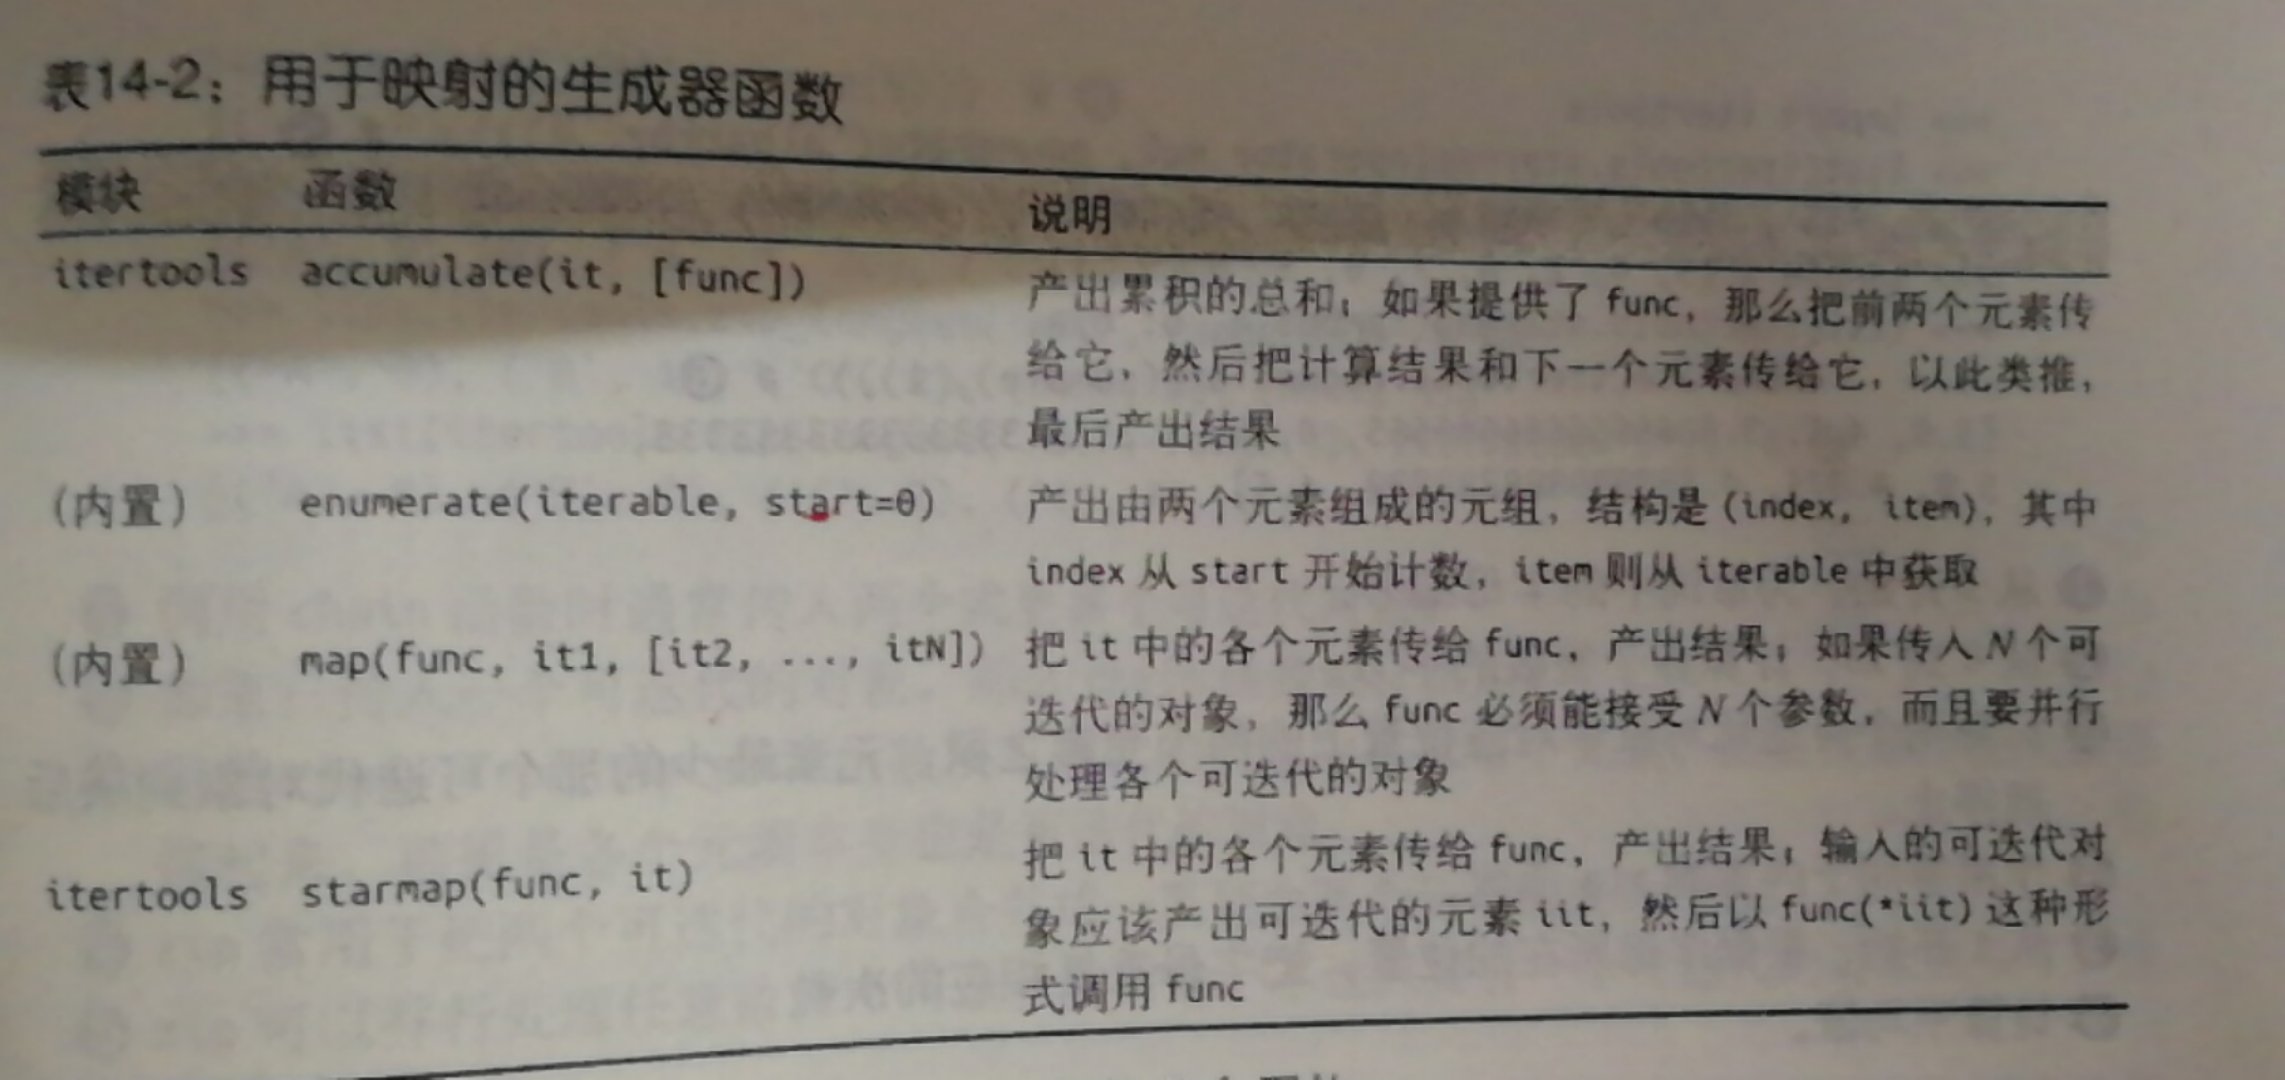 表14-2：用于映射的生成器函数
模块 函数 说明
itertools accumulate(it, [func]) 产出累积的总和；如果提供了 func，那么把前两个元素传
给它，然后把计算结果和下一个元素传给它，以此类推，
最后产出结果
（内置） enumerate(iterable, start=0) 产出由两个元素组成的元组，结构是 (index, item)，其中
index 从 start 开始计数，item 则从 iterable 中获取
（内置） map(func, it1, [it2, ..., itN]) 把 it 中的各个元素传给 func，产出结果；如果传入 N 个可
迭代的对象，那么 func 必须能接受 N 个参数，而且要并行
处理各个可迭代的对象
itertools starmap(func, it) 把 it 中的各个元素传给 func，产出结果；输入的可迭代对
象应该产出可迭代的元素 iit，然后以 func(*iit) 这种形
式调用 func